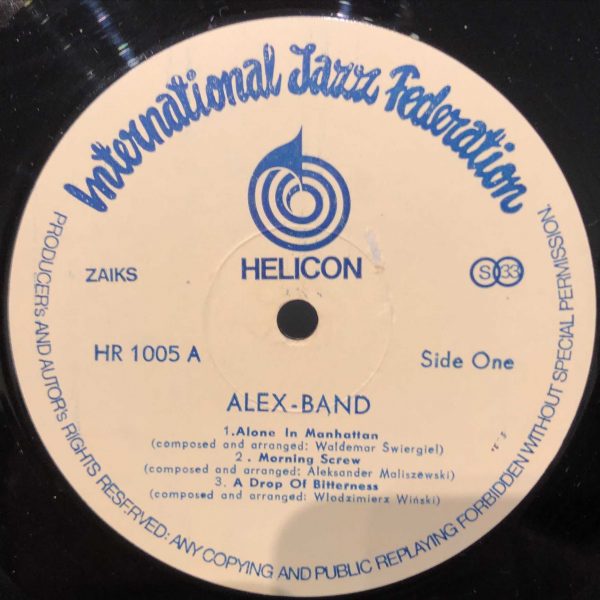 International Jazz Federation
HELICON
ZAIKS
S 33
HR 1005 A
Side One
ALEX-BAND
1.Alone In Manhattan
(composed and arranged: Waldemar Swiergiel)
2. Morning Screw
(composed and arranged: Aleksander Maliszewski)
3. A Drop Of Bitterness
(composed and arranged: Wlodzimierz Wiński)
PRODUCER's AND AUTOR's RIGHTS RESERVED: ANY COPYING AND PUBLIC REPLAYING FORBIDDEN WITHOUT SPECIAL PERMISSION.